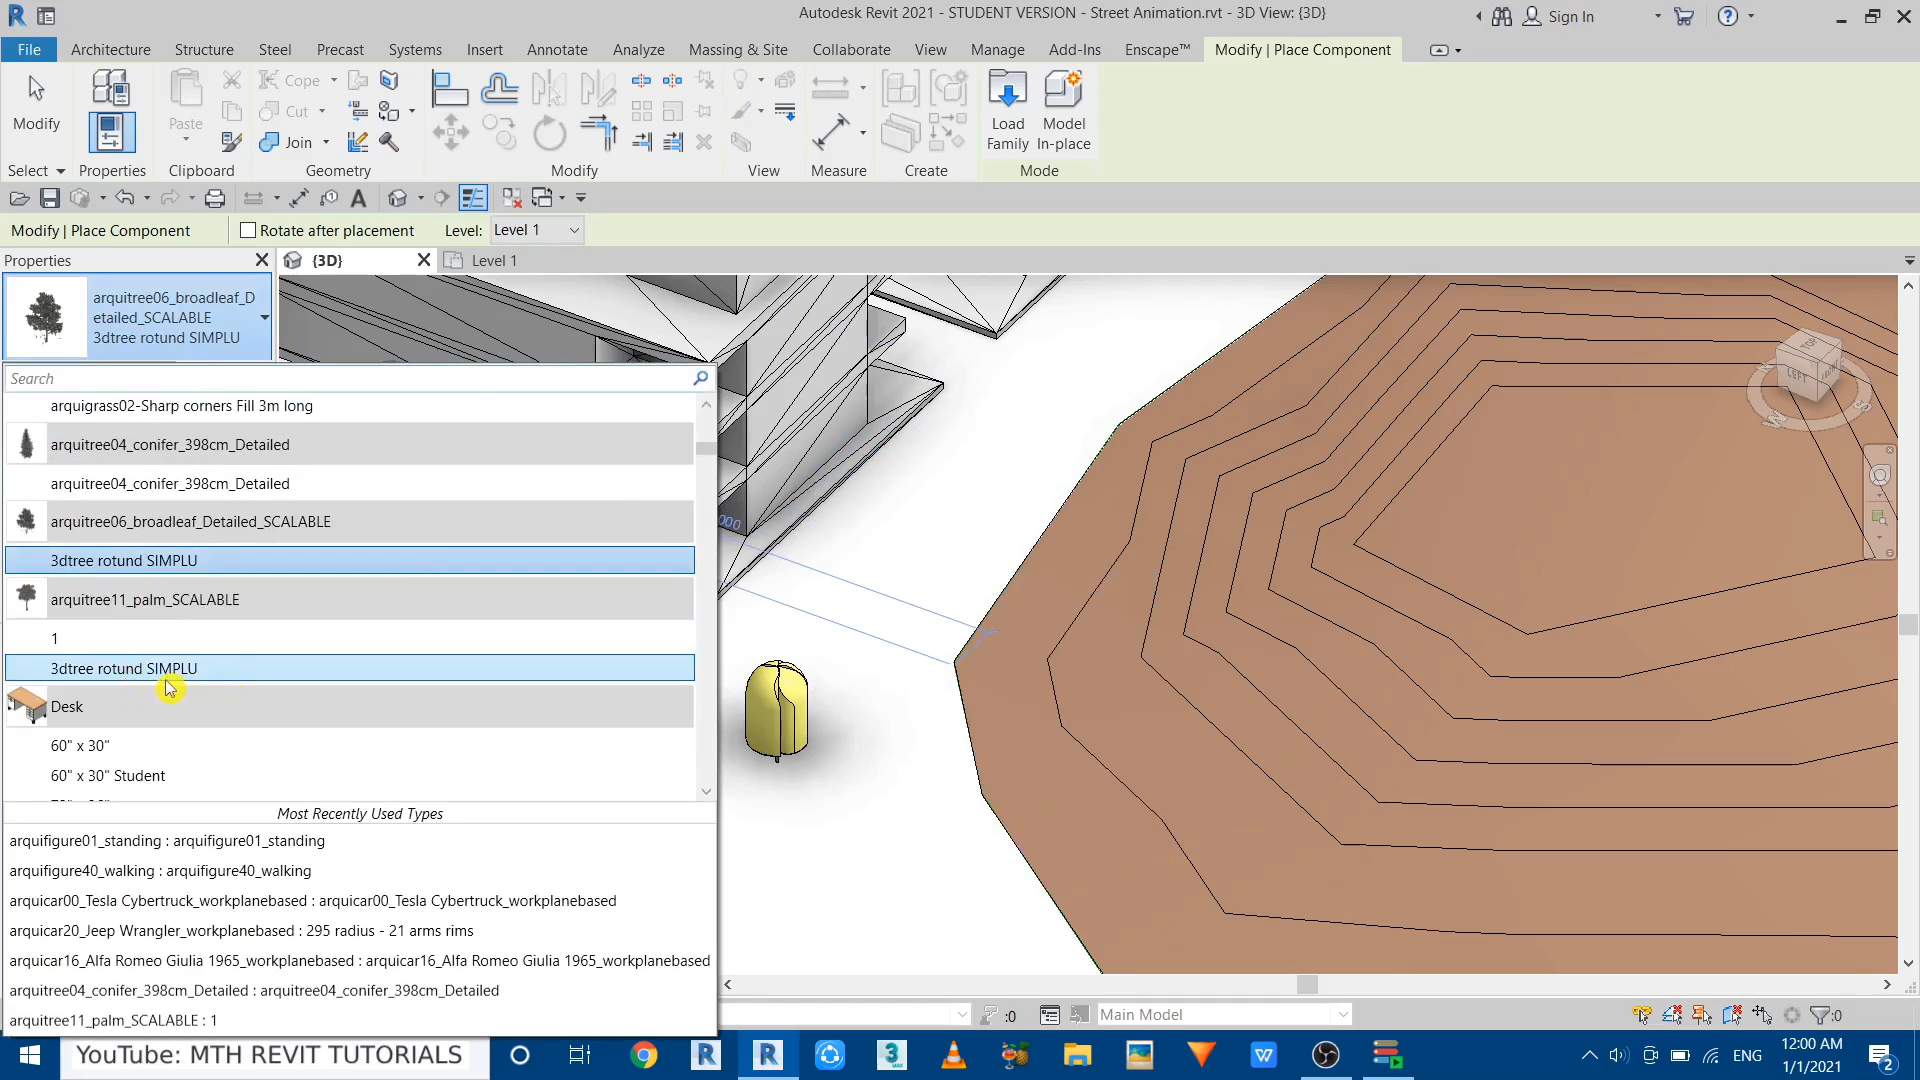 Autodesk Revit 2021 - STUDENT VERSION - Street Animation.rvt - 3D View: {3D}
Sign In
File Architecture Structure Steel Precast Systems Insert Annotate Analyze Massing & Site Collaborate View Manage Add-Ins Enscape™ Modify | Place Component
Modify
Paste
Cope
Cut
Join
Load Family
Model In-place
Select Properties Clipboard Geometry Modify View Measure Create Mode
Modify | Place Component Rotate after placement Level: Level 1
Properties
{3D}
Level 1
arquitree06_broadleaf_D
etailed_SCALABLE
3dtree rotund SIMPLU
Search
arquigrass02-Sharp corners Fill 3m long
arquitree04_conifer_398cm_Detailed
arquitree04_conifer_398cm_Detailed
arquitree06_broadleaf_Detailed_SCALABLE
3dtree rotund SIMPLU
arquitree11_palm_SCALABLE
1
3dtree rotund SIMPLU
Desk
60" x 30"
60" x 30" Student
Most Recently Used Types
arquifigure01_standing : arquifigure01_standing
arquifigure40_walking : arquifigure40_walking
arquicar00_Tesla Cybertruck_workplanebased : arquicar00_Tesla Cybertruck_workplanebased
arquicar20_Jeep Wrangler_workplanebased : 295 radius - 21 arms rims
arquicar16_Alfa Romeo Giulia 1965_workplanebased : arquicar16_Alfa Romeo Giulia 1965_workplanebased
arquitree04_conifer_398cm_Detailed : arquitree04_conifer_398cm_Detailed
arquitree11_palm_SCALABLE : 1
TOP
LEFT
:0
Main Model
:0
YouTube: MTH REVIT TUTORIALS
ENG
12:00 AM
1/1/2021
2